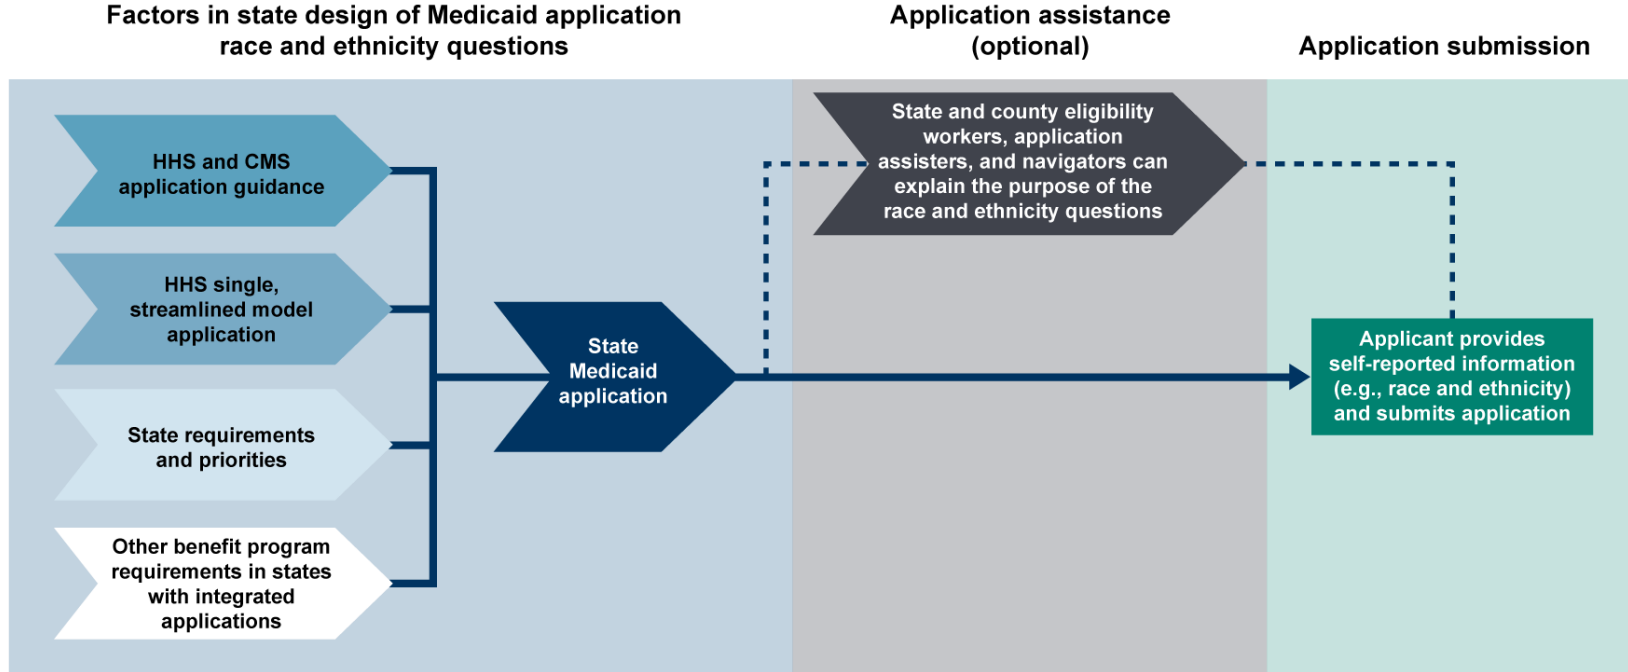 Factors in state design of Medicaid application
race and ethnicity questions
Application assistance
(optional)
Application submission
HHS and CMS
application guidance
HHS single,
streamlined model
application
State requirements
and priorities
Other benefit program
requirements in states
with integrated
applications
State
Medicaid
application
State and county eligibility
workers, application
assisters, and navigators can
explain the purpose of the
race and ethnicity questions
Applicant provides
self-reported information
(e.g., race and ethnicity)
and submits application